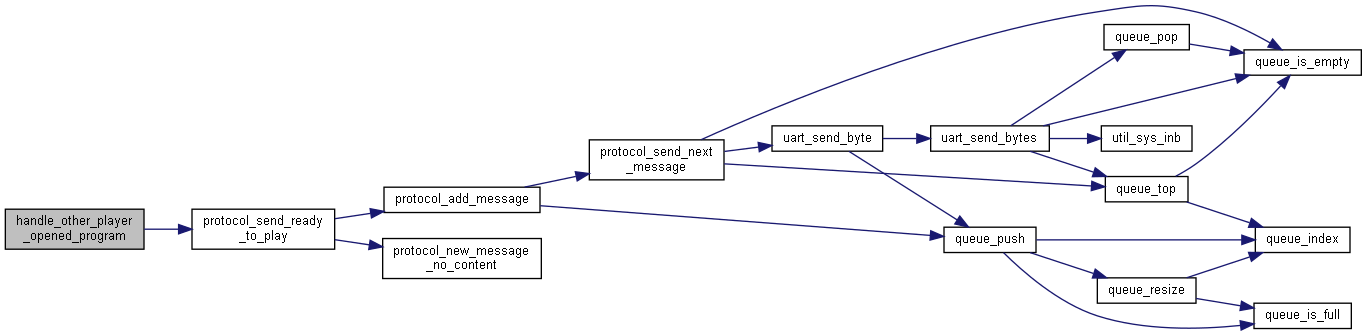 handle_other_player
_opened_program
protocol_send_ready
_to_play
protocol_add_message
protocol_new_message
_no_content
protocol_send_next
_message
uart_send_byte
queue_push
uart_send_bytes
queue_pop
queue_is_empty
util_sys_inb
queue_top
queue_index
queue_resize
queue_is_full